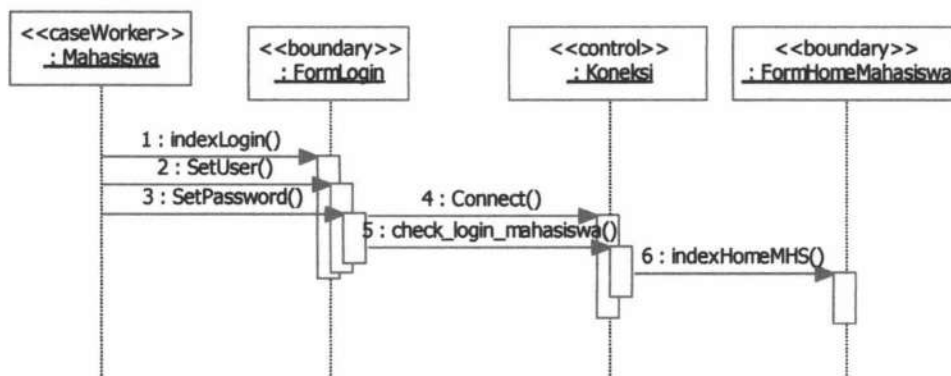 <<caseWorker>>
: Mahasiswa
<<boundary>>
: FormLogin
<<control>>
: Koneksi
<<boundary>>
: FormHomeMahasiswa
1 : indexLogin()
2 : SetUser()
3 : SetPassword()
4 : Connect()
5 : check_login_mahasiswa()
6 : indexHomeMHS()